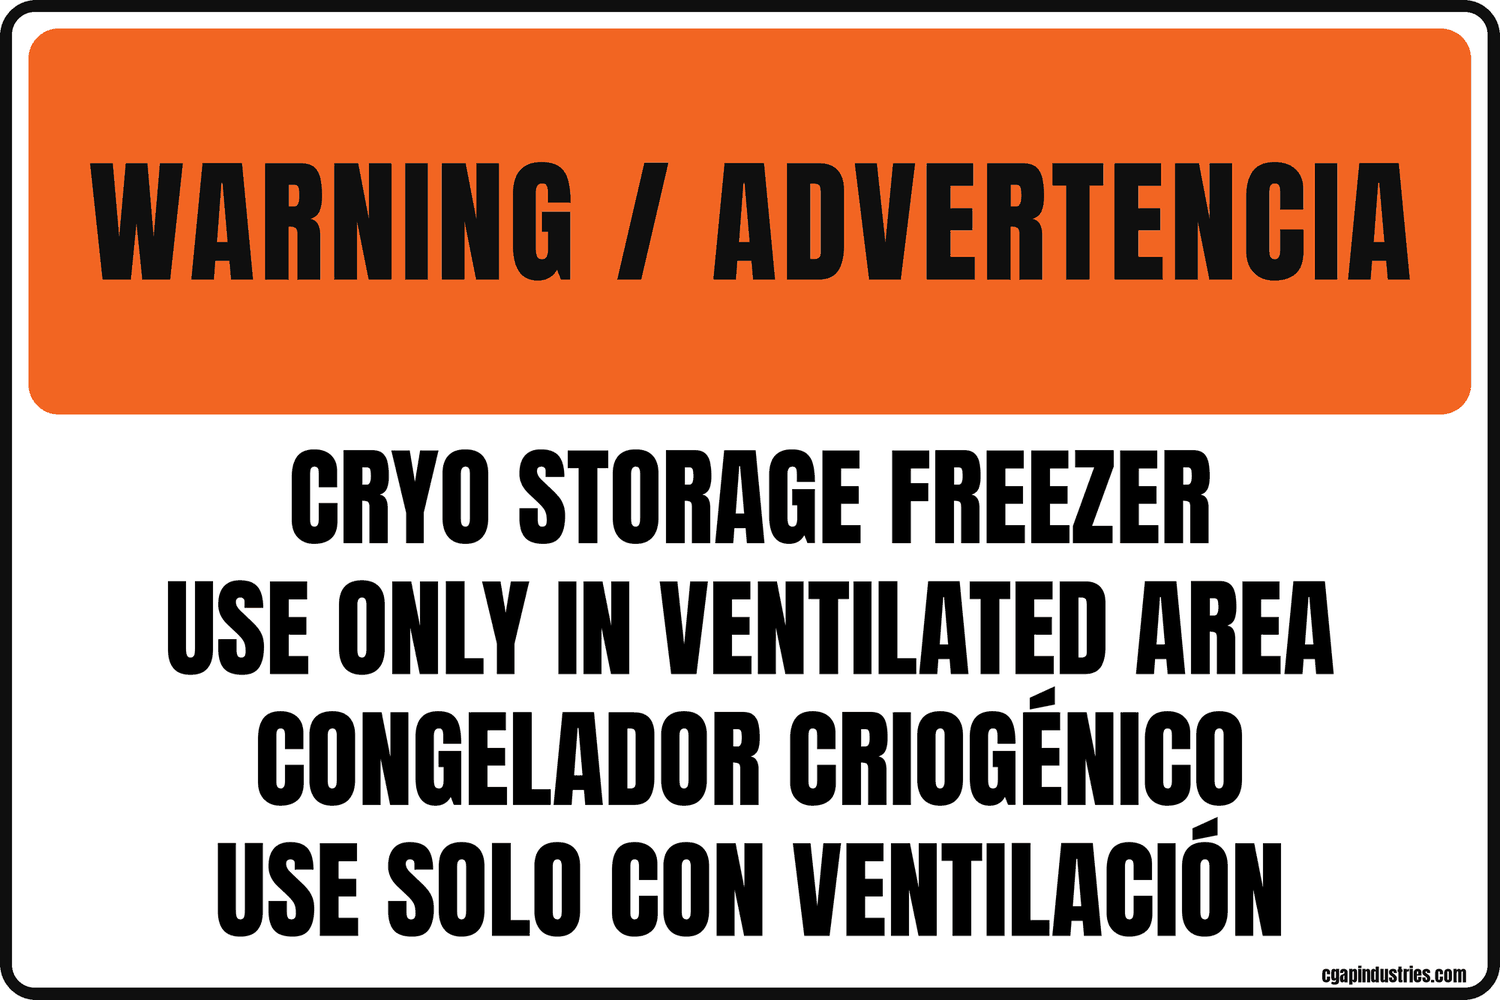 WARNING / ADVERTENCIA
CRYO STORAGE FREEZER
USE ONLY IN VENTILATED AREA
CONGELADOR CRIOGÉNICO
USE SOLO CON VENTILACIÓN
cgapindustries.com